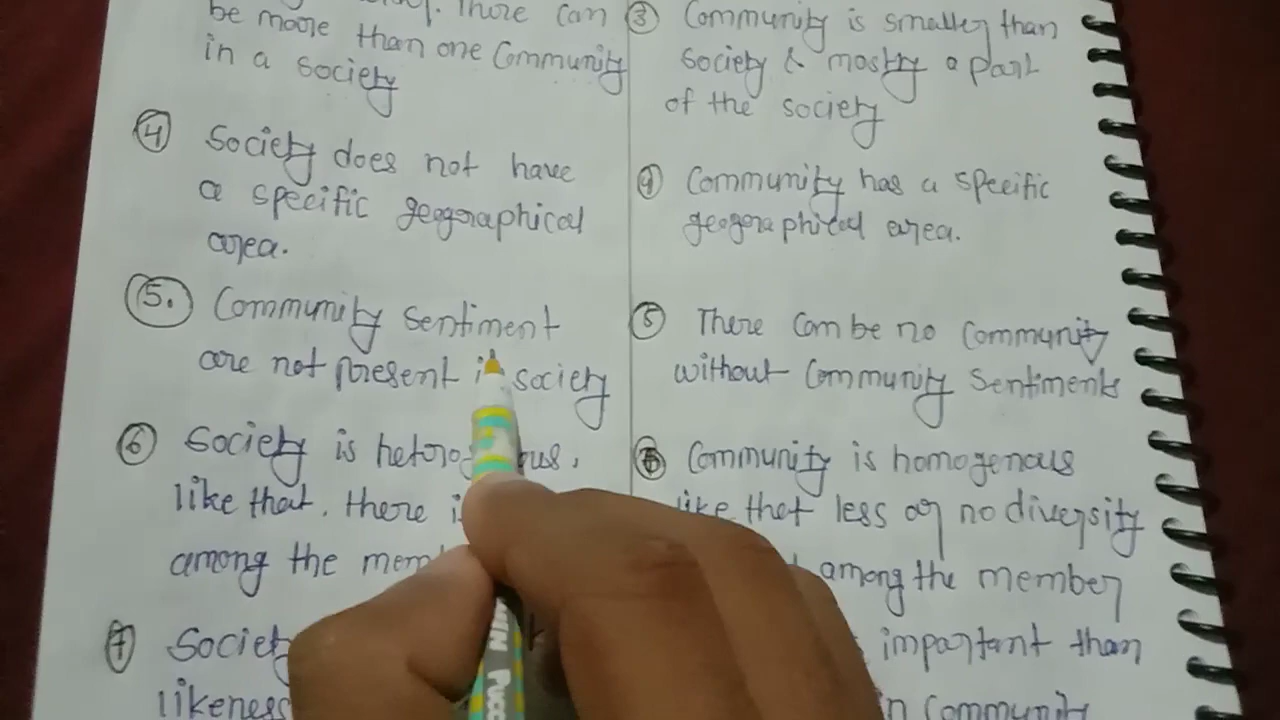 There can
be more than one Community
in a society
④ Society does not have
a specific geographical
area.
⑤. Community Sentiment
are not present in society
⑥ Society is
like that. there
among the
⑦ Society
likeness
③ Community is smaller than
society & mostly a part
of the society
④ Community has a specific
geographical area.
⑤ There can be no Community
without Community Sentiments
⑥ Community is homogenous
like that less or no diversity
among the member
important than
Community